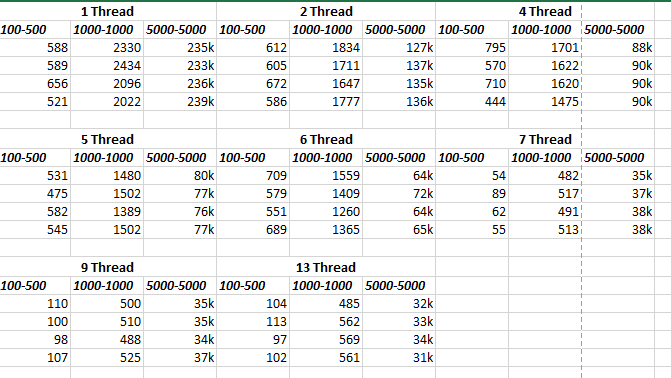 1 Thread 2 Thread 4 Thread
100-500 1000-1000 5000-5000 100-500 1000-1000 5000-5000 100-500 1000-1000 5000-5000
588 2330 235k 612 1834 127k 795 1701 88k
589 2434 233k 605 1711 137k 570 1622 90k
656 2096 236k 672 1647 135k 710 1620 90k
521 2022 239k 586 1777 136k 444 1475 90k
5 Thread 6 Thread 7 Thread
100-500 1000-1000 5000-5000 100-500 1000-1000 5000-5000 100-500 1000-1000 5000-5000
531 1480 80k 709 1559 64k 54 482 35k
475 1502 77k 579 1409 72k 89 517 37k
582 1389 76k 551 1260 64k 62 491 38k
545 1502 77k 689 1365 65k 55 513 38k
9 Thread 13 Thread
100-500 1000-1000 5000-5000 100-500 1000-1000 5000-5000
110 500 35k 104 485 32k
100 510 35k 113 562 33k
98 488 34k 97 569 34k
107 525 37k 102 561 31k